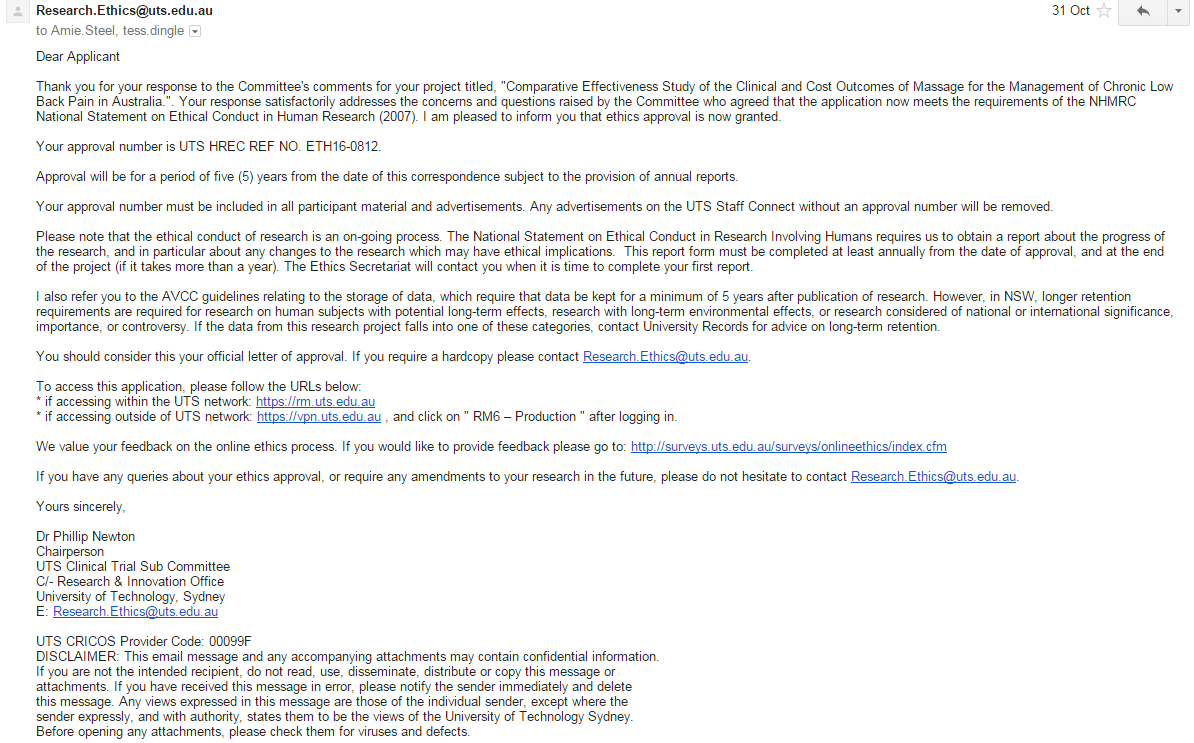 Research.Ethics@uts.edu.au 31 Oct
to Amie.Steel, tess.dingle
Dear Applicant
Thank you for your response to the Committee's comments for your project titled, "Comparative Effectiveness Study of the Clinical and Cost Outcomes of Massage for the Management of Chronic Low
Back Pain in Australia.". Your response satisfactorily addresses the concerns and questions raised by the Committee who agreed that the application now meets the requirements of the NHMRC
National Statement on Ethical Conduct in Human Research (2007). I am pleased to inform you that ethics approval is now granted.
Your approval number is UTS HREC REF NO. ETH16-0812.
Approval will be for a period of five (5) years from the date of this correspondence subject to the provision of annual reports.
Your approval number must be included in all participant material and advertisements. Any advertisements on the UTS Staff Connect without an approval number will be removed.
Please note that the ethical conduct of research is an on-going process. The National Statement on Ethical Conduct in Research Involving Humans requires us to obtain a report about the progress of
the research, and in particular about any changes to the research which may have ethical implications.  This report form must be completed at least annually from the date of approval, and at the end
of the project (if it takes more than a year). The Ethics Secretariat will contact you when it is time to complete your first report.
I also refer you to the AVCC guidelines relating to the storage of data, which require that data be kept for a minimum of 5 years after publication of research. However, in NSW, longer retention
requirements are required for research on human subjects with potential long-term effects, research with long-term environmental effects, or research considered of national or international significance,
importance, or controversy. If the data from this research project falls into one of these categories, contact University Records for advice on long-term retention.
You should consider this your official letter of approval. If you require a hardcopy please contact Research.Ethics@uts.edu.au.
To access this application, please follow the URLs below:
* if accessing within the UTS network: https://rm.uts.edu.au
* if accessing outside of UTS network: https://vpn.uts.edu.au , and click on " RM6 – Production " after logging in.
We value your feedback on the online ethics process. If you would like to provide feedback please go to: http://surveys.uts.edu.au/surveys/onlineethics/index.cfm
If you have any queries about your ethics approval, or require any amendments to your research in the future, please do not hesitate to contact Research.Ethics@uts.edu.au.
Yours sincerely,
Dr Phillip Newton
Chairperson
UTS Clinical Trial Sub Committee
C/- Research & Innovation Office
University of Technology, Sydney
E: Research.Ethics@uts.edu.au
UTS CRICOS Provider Code: 00099F
DISCLAIMER: This email message and any accompanying attachments may contain confidential information.
If you are not the intended recipient, do not read, use, disseminate, distribute or copy this message or
attachments. If you have received this message in error, please notify the sender immediately and delete
this message. Any views expressed in this message are those of the individual sender, except where the
sender expressly, and with authority, states them to be the views of the University of Technology Sydney.
Before opening any attachments, please check them for viruses and defects.